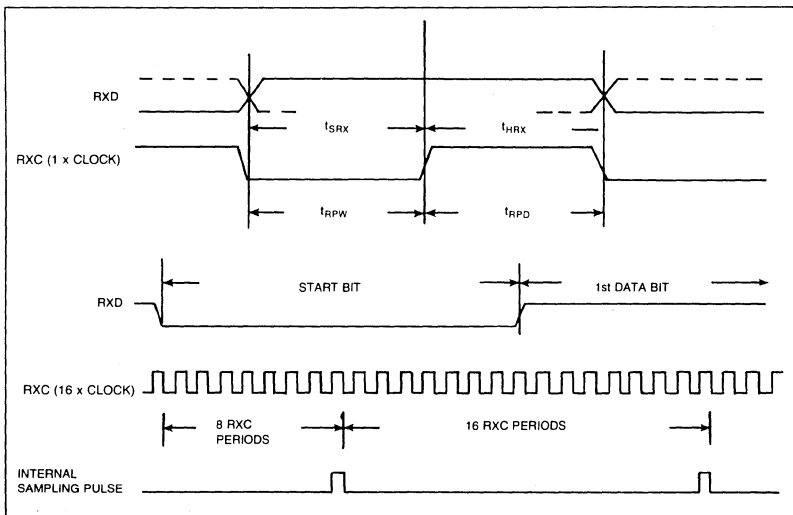 RXD
tSRX tHRX
RXC (1 x CLOCK)
tRPW tRPD
START BIT 1st DATA BIT
RXD
RXC (16 x CLOCK)
8 RXC
PERIODS
16 RXC PERIODS
INTERNAL
SAMPLING PULSE